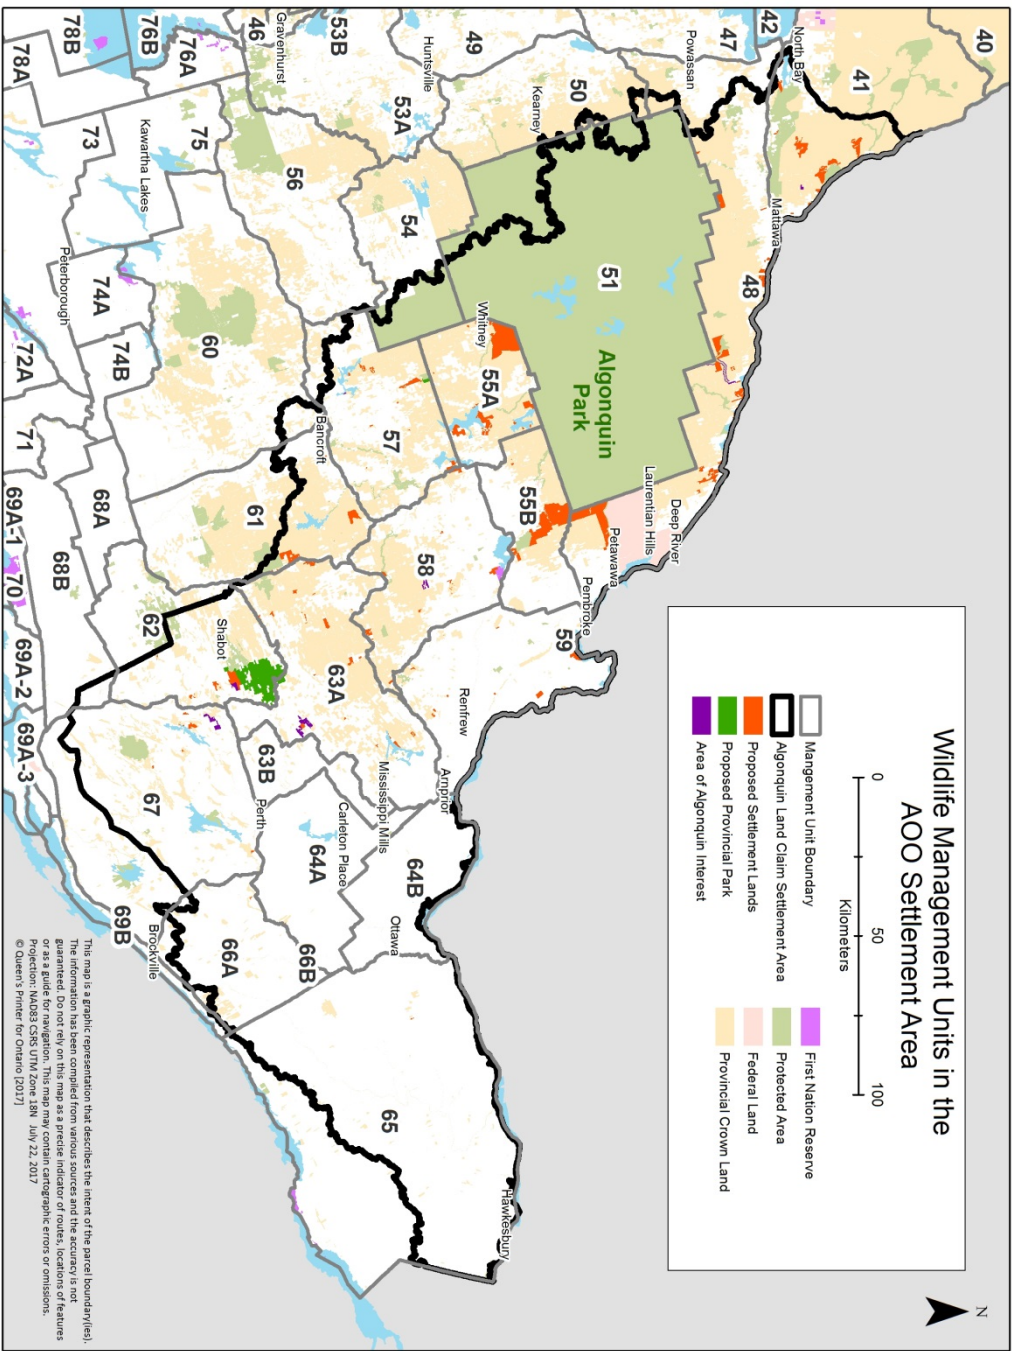 Wildlife Management Units in the
AOO Settlement Area
0 50 100
Kilometers
Mangement Unit Boundary
Algonquin Land Claim Settlement Area
Proposed Settlement Lands
Proposed Provincial Park
Area of Algonquin Interest
First Nation Reserve
Protected Area
Federal Land
Provincial Crown Land
N
40
41
42
North Bay
47
Powassan
Mattawa
48
49
50
Kearney
Huntsville
51
Algonquin
Park
53B
46
Gravenhurst
53A
54
Whitney
55A
55B
Deep River
Laurentian Hills
Petawawa
Pembroke
76A
76B
78B
78A
75
56
57
58
59
Bancroft
Kawartha Lakes
73
60
61
Renfrew
63A
Arnprior
Mississippi Mills
Carleton Place
63B
Perth
64A
64B
Ottawa
Peterborough
74A
74B
72A
71
68A
68B
62
Shabot
67
66A
66B
65
Hawkesbury
69A-1
70
69A-2
69A-3
69B
Brockville
This map is a graphic representation that describes the intent of the parcel boundary(ies).
The information has been compiled from various sources and the accuracy is not
guaranteed. Do not rely on this map as a precise indicator of routes, locations of features
or as a guide for navigation. This map may contain cartographic errors or omissions.
Projection: NAD83 CSRS UTM Zone 18N July 22, 2017
© Queen's Printer for Ontario [2017]